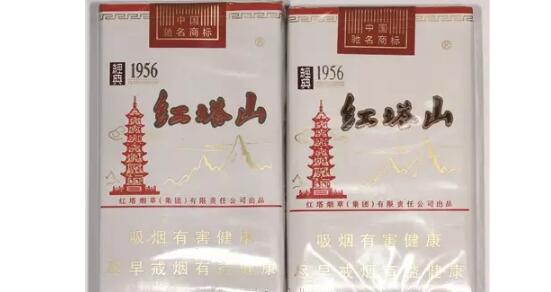 中国
驰名商标
®
經典 1956
红塔山
红塔烟草(集团)有限责任公司出品
吸烟有害健康
尽早戒烟有益健康
中国
驰名商标
®
經典 1956
红塔山
红塔烟草(集团)有限责任公司出品
吸烟有害健康
尽早戒烟有益健康